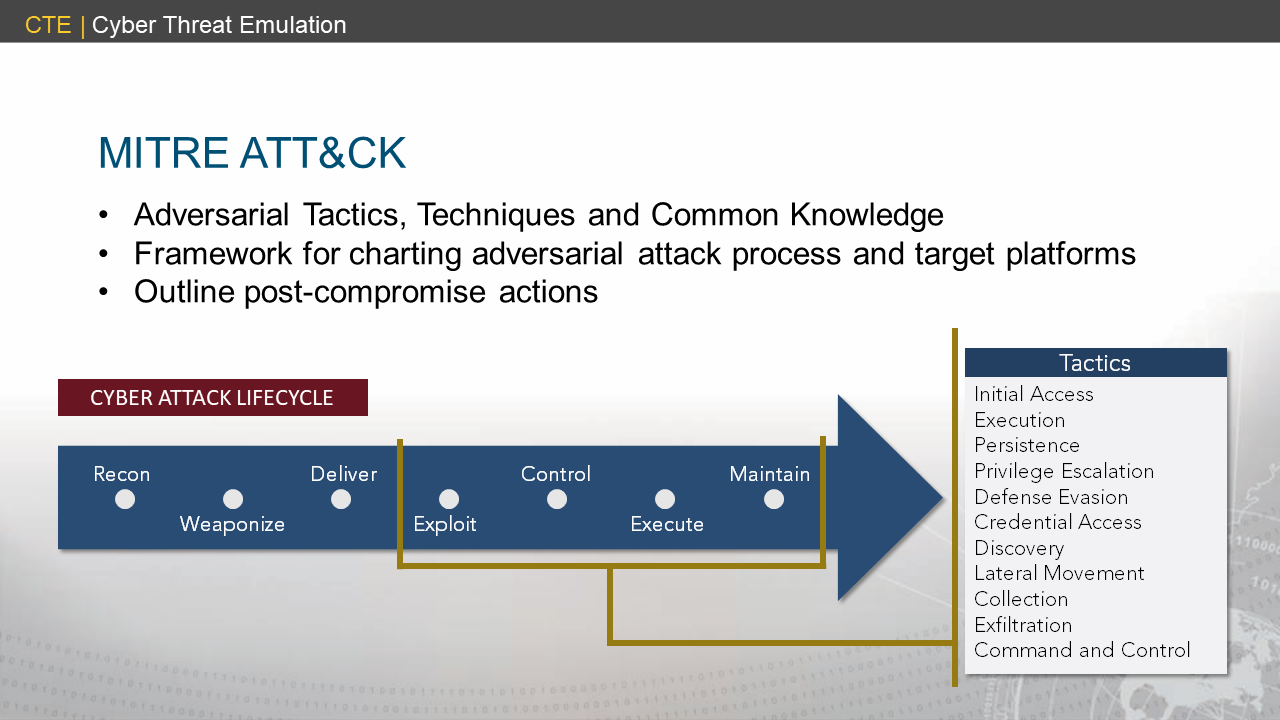 CTE | Cyber Threat Emulation
MITRE ATT&CK
• Adversarial Tactics, Techniques and Common Knowledge
• Framework for charting adversarial attack process and target platforms
• Outline post-compromise actions
CYBER ATTACK LIFECYCLE
Recon
Weaponize
Deliver
Exploit
Control
Execute
Maintain
Tactics
Initial Access
Execution
Persistence
Privilege Escalation
Defense Evasion
Credential Access
Discovery
Lateral Movement
Collection
Exfiltration
Command and Control